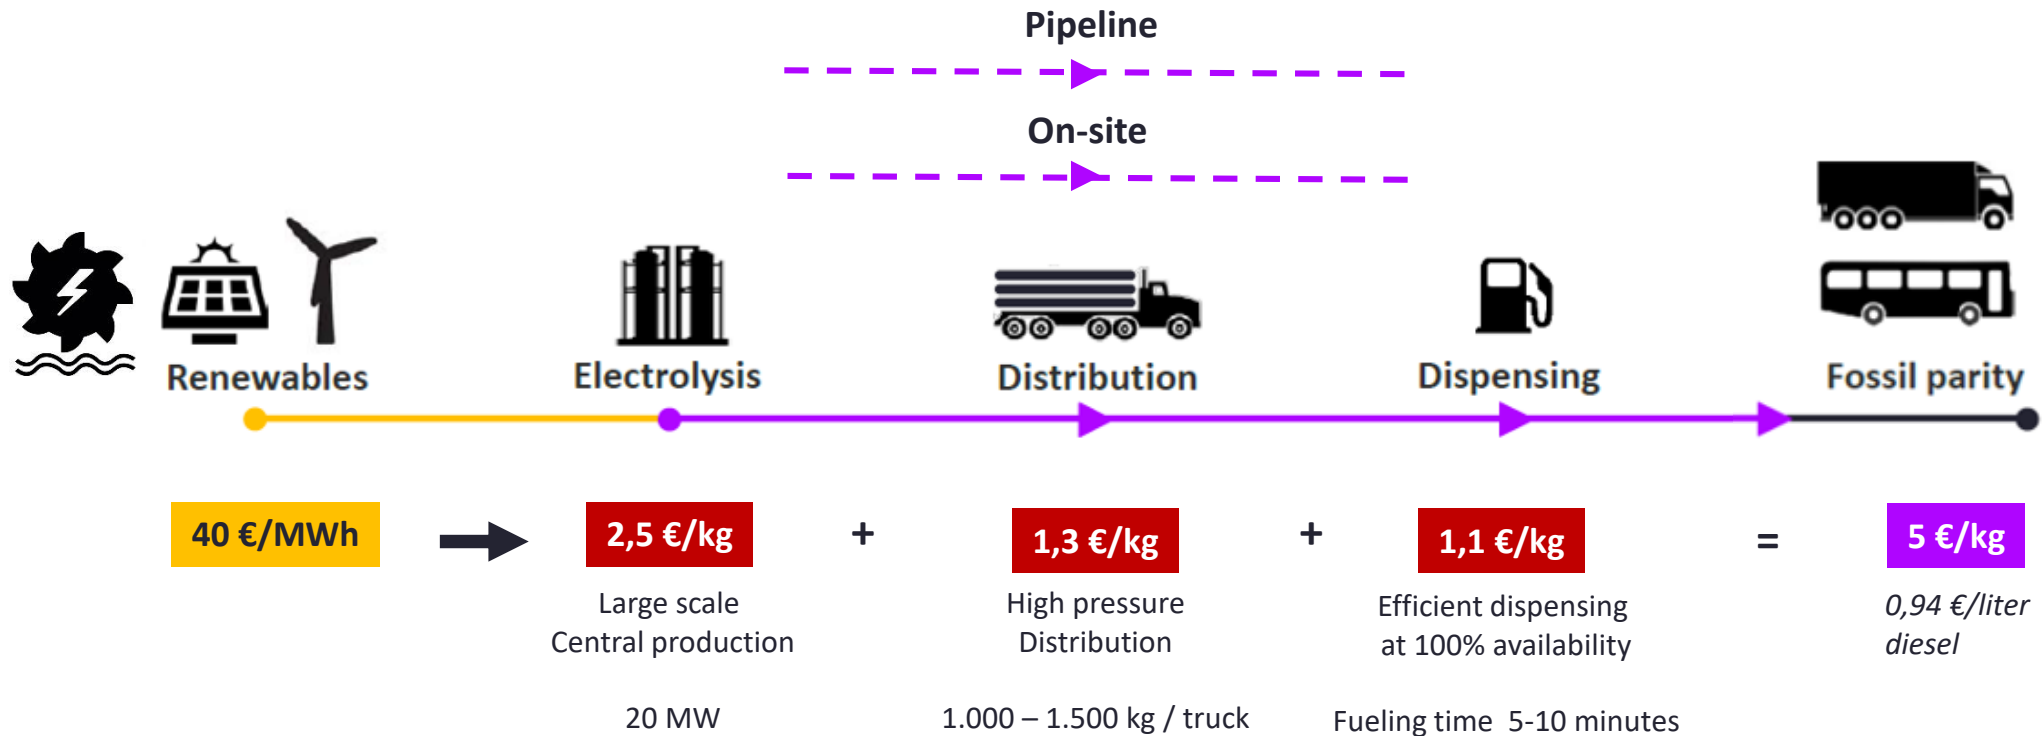 Pipeline
On-site
Renewables
Electrolysis
Distribution
Dispensing
Fossil parity
40 €/MWh
2,5 €/kg
+
1,3 €/kg
+
1,1 €/kg
=
5 €/kg
Large scale
Central production
20 MW
High pressure
Distribution
1.000 – 1.500 kg / truck
Efficient dispensing
at 100% availability
Fueling time 5-10 minutes
0,94 €/liter
diesel